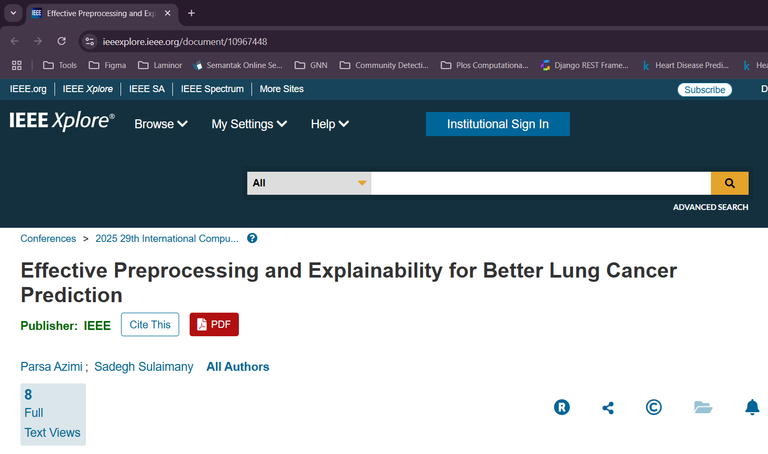 Effective Preprocessing and Exp
ieeexplore.ieee.org/document/10967448
Tools Figma Laminor Semantak Online Se... GNN Community Detecti... Plos Computationa... Django REST Frame... Heart Disease Predi... Hea
IEEE.org IEEE Xplore IEEE SA IEEE Spectrum More Sites Subscribe D
IEEE Xplore® Browse My Settings Help Institutional Sign In
All
ADVANCED SEARCH
Conferences > 2025 29th International Compu... ?
Effective Preprocessing and Explainability for Better Lung Cancer
Prediction
Publisher: IEEE Cite This PDF
Parsa Azimi ; Sadegh Sulaimany All Authors
8
Full
Text Views
R ©